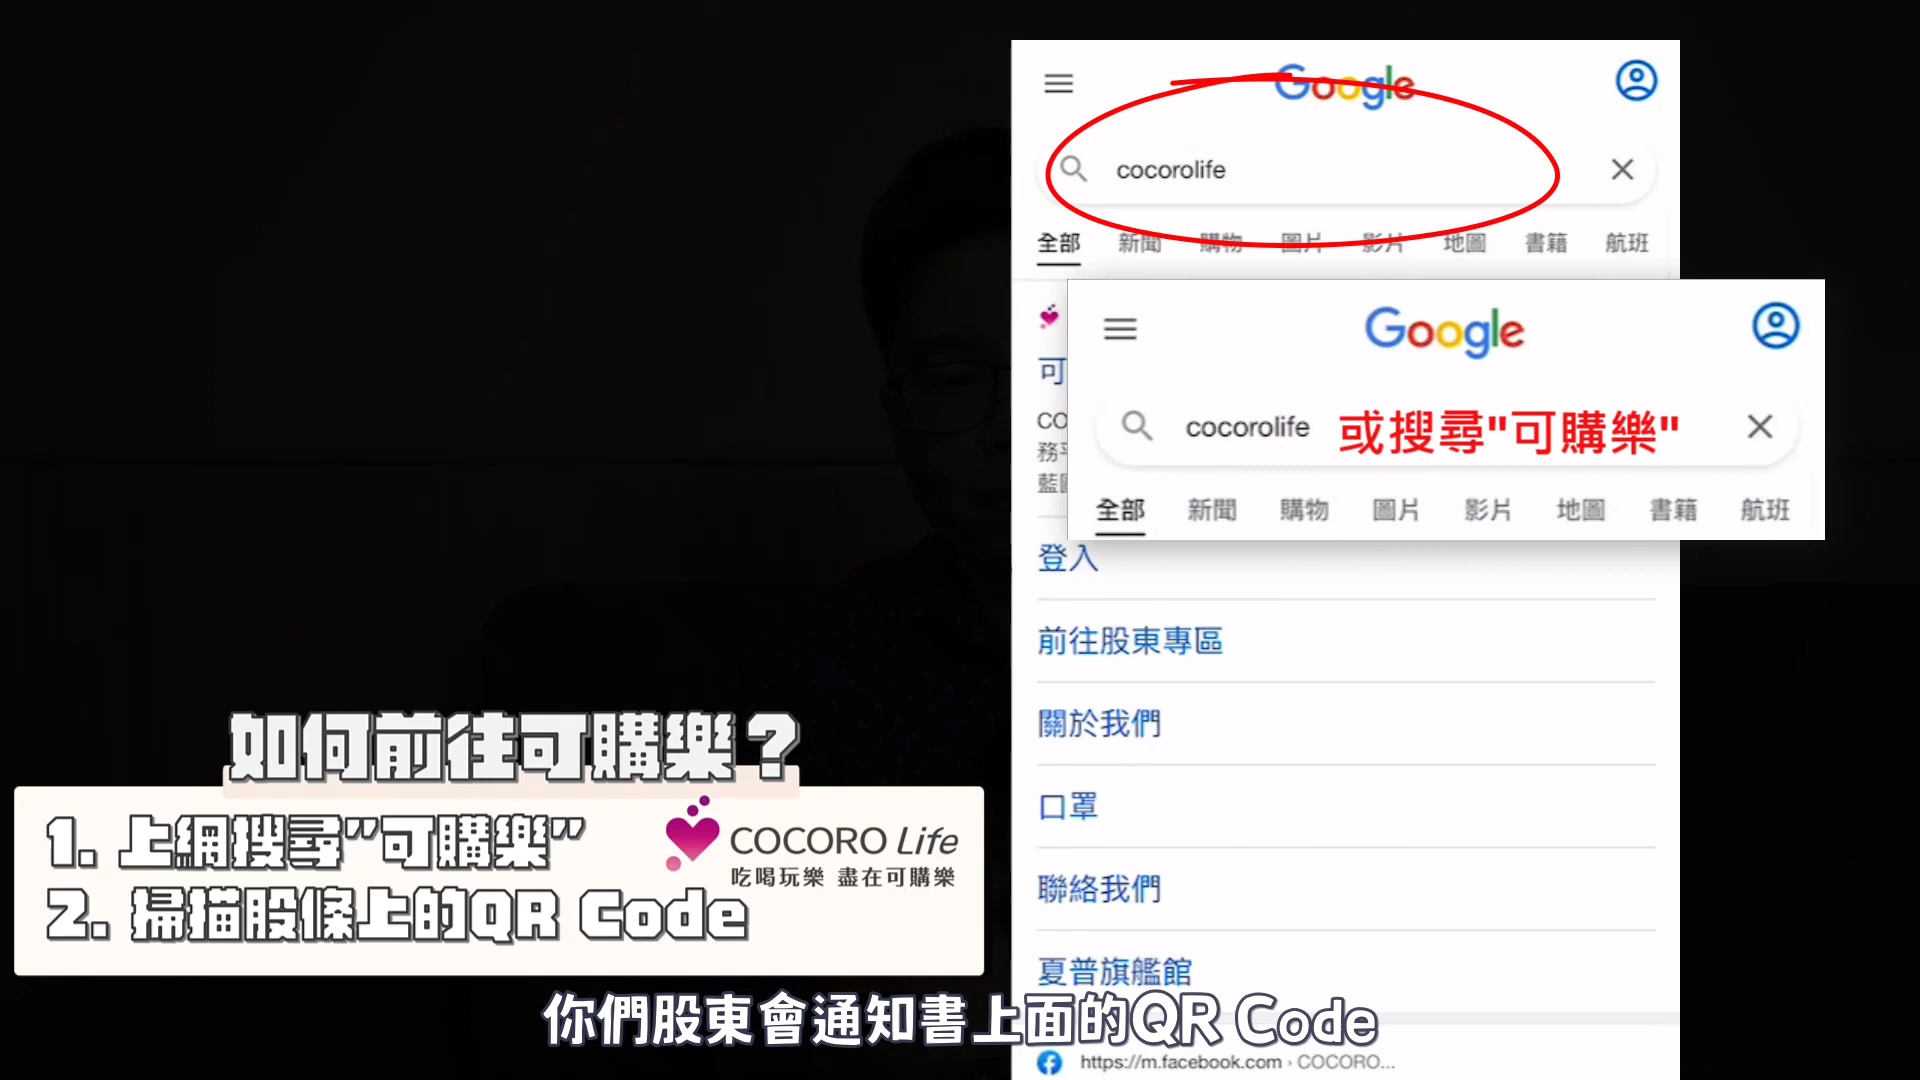 Google
cocorolife
全部 新聞 購物 圖片 影片 地圖 書籍 航班
可
CO
務
藍
Google
cocorolife 或搜尋"可購樂"
全部 新聞 購物 圖片 影片 地圖 書籍 航班
登入
前往股東專區
關於我們
口罩
聯絡我們
夏普旗艦館
https://m.facebook.com › COCORO...
如何前往可購樂？
1. 上網搜尋"可購樂"
2. 掃描股條上的QR Code
COCORO Life
吃喝玩樂 盡在可購樂
你們股東會通知書上面的QR Code